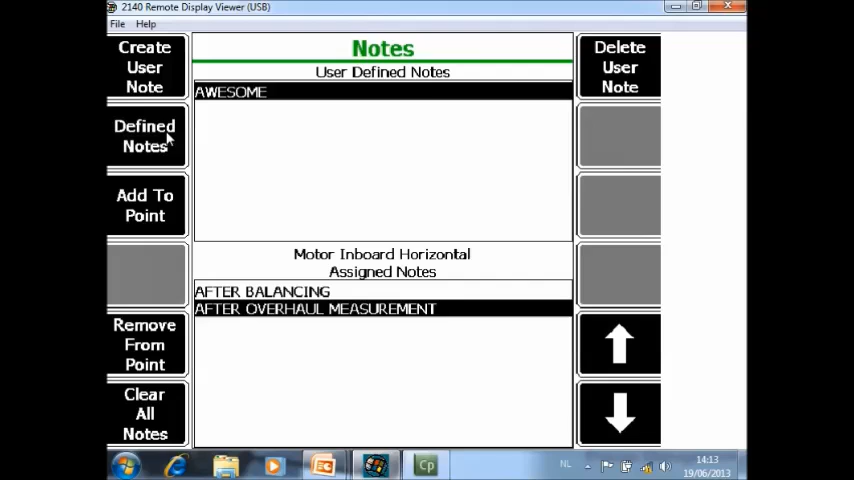 2140 Remote Display Viewer (USB)
File Help
Create
User
Note
Defined
Notes
Add To
Point
Remove
From
Point
Clear
All
Notes
Notes
User Defined Notes
AWESOME
Motor Inboard Horizontal
Assigned Notes
AFTER BALANCING
AFTER OVERHAUL MEASUREMENT
Delete
User
Note
Cp
NL
14:13
19/06/2013